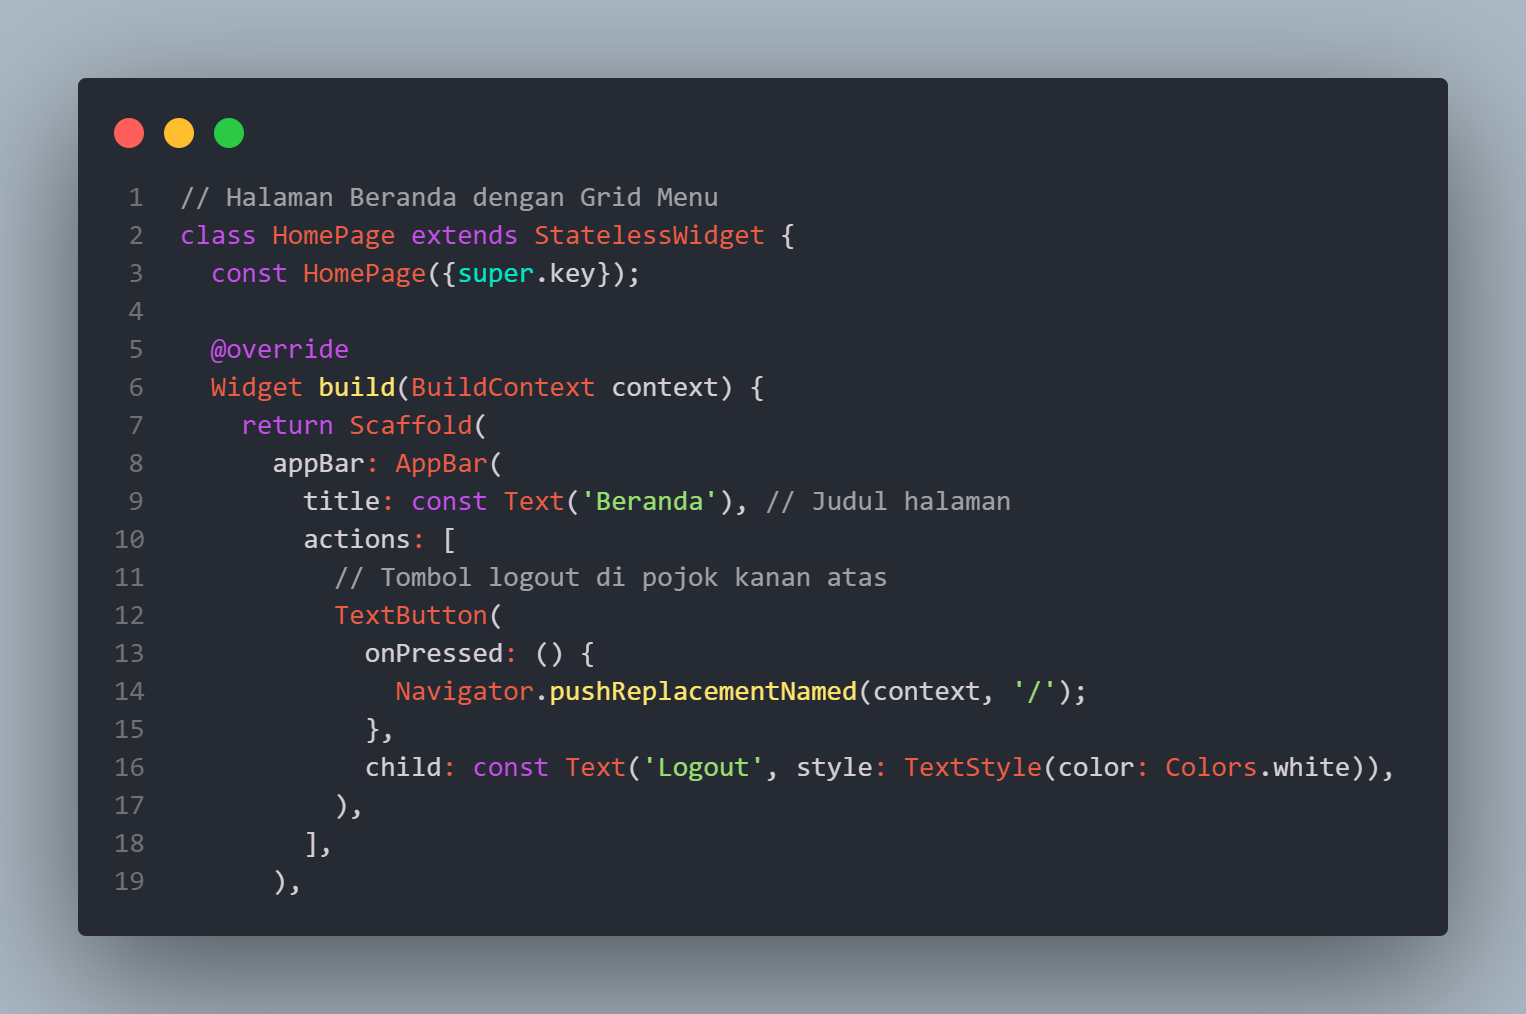 1 // Halaman Beranda dengan Grid Menu
2 class HomePage extends StatelessWidget {
3   const HomePage({super.key});
4
5   @override
6   Widget build(BuildContext context) {
7     return Scaffold(
8       appBar: AppBar(
9         title: const Text('Beranda'), // Judul halaman
10         actions: [
11           // Tombol logout di pojok kanan atas
12           TextButton(
13             onPressed: () {
14               Navigator.pushReplacementNamed(context, '/');
15             },
16             child: const Text('Logout', style: TextStyle(color: Colors.white)),
17           ),
18         ],
19       ),